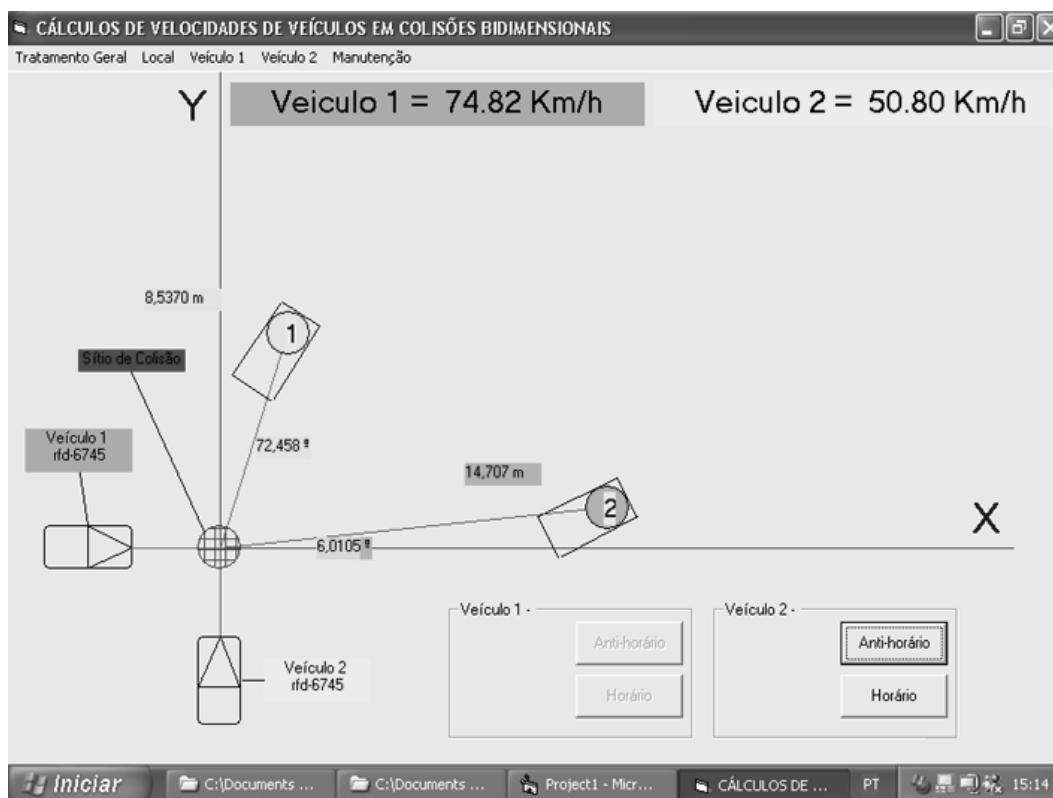 CÁLCULOS DE VELOCIDADES DE VEÍCULOS EM COLISÕES BIDIMENSIONAIS
Tratamento Geral Local Veículo 1 Veículo 2 Manutenção
Y
Veiculo 1 = 74.82 Km/h
Veiculo 2 = 50.80 Km/h
8,5370 m
1
Sítio de Colisão
Veículo 1
rfd-6745
72,458 º
14,707 m
2
X
6,0105 º
Veículo 1 -
Anti-horário
Horário
Veículo 2 -
Anti-horário
Horário
Veículo 2
rfd-6745
Iniciar
C:\Documents ...
C:\Documents ...
Project1 - Micr...
CÁLCULOS DE ...
PT
15:14